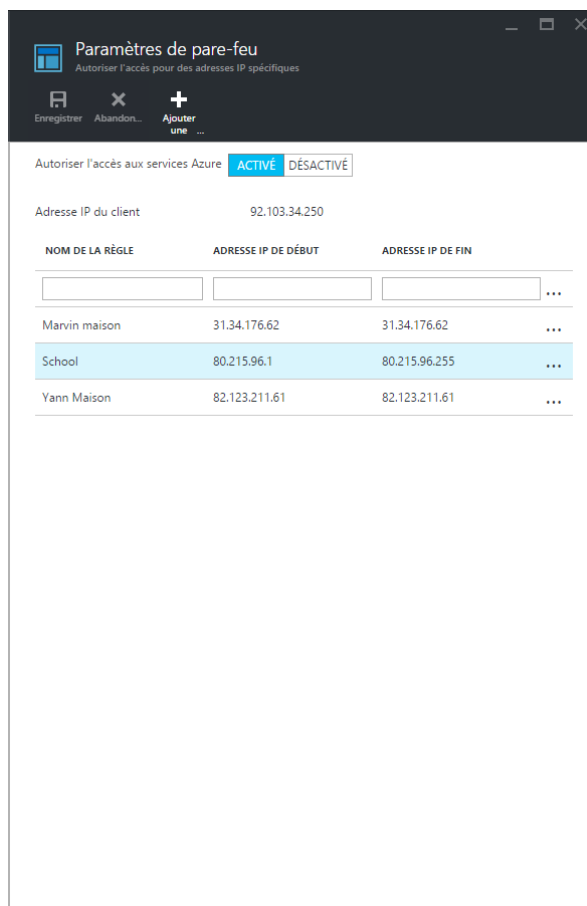 Paramètres de pare-feu
Autoriser l'accès pour des adresses IP spécifiques
Enregistrer Abandon... Ajouter une ...
Autoriser l'accès aux services Azure ACTIVÉ DÉSACTIVÉ
Adresse IP du client 92.103.34.250
NOM DE LA RÈGLE ADRESSE IP DE DÉBUT ADRESSE IP DE FIN
...
Marvin maison 31.34.176.62 31.34.176.62 ...
School 80.215.96.1 80.215.96.255 ...
Yann Maison 82.123.211.61 82.123.211.61 ...